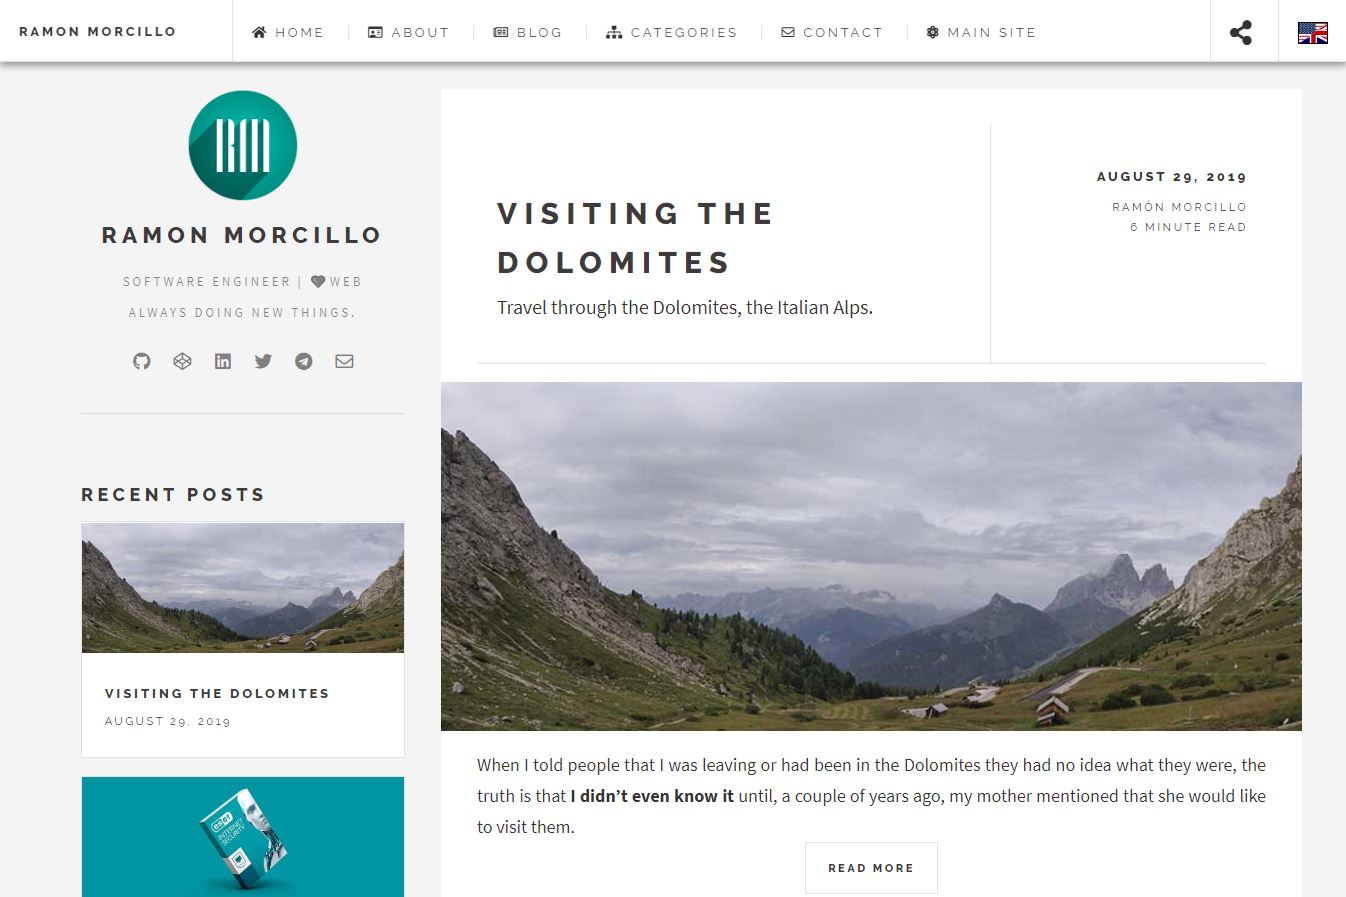 RAMON MORCILLO
HOME
ABOUT
BLOG
CATEGORIES
CONTACT
MAIN SITE
RAMON MORCILLO
SOFTWARE ENGINEER | WEB
ALWAYS DOING NEW THINGS.
RECENT POSTS
VISITING THE DOLOMITES
AUGUST 29, 2019
eset
INTERNET
SECURITY
VISITING THE
DOLOMITES
Travel through the Dolomites, the Italian Alps.
AUGUST 29, 2019
RAMÓN MORCILLO
6 MINUTE READ
When I told people that I was leaving or had been in the Dolomites they had no idea what they were, the
truth is that I didn’t even know it until, a couple of years ago, my mother mentioned that she would like
to visit them.
READ MORE